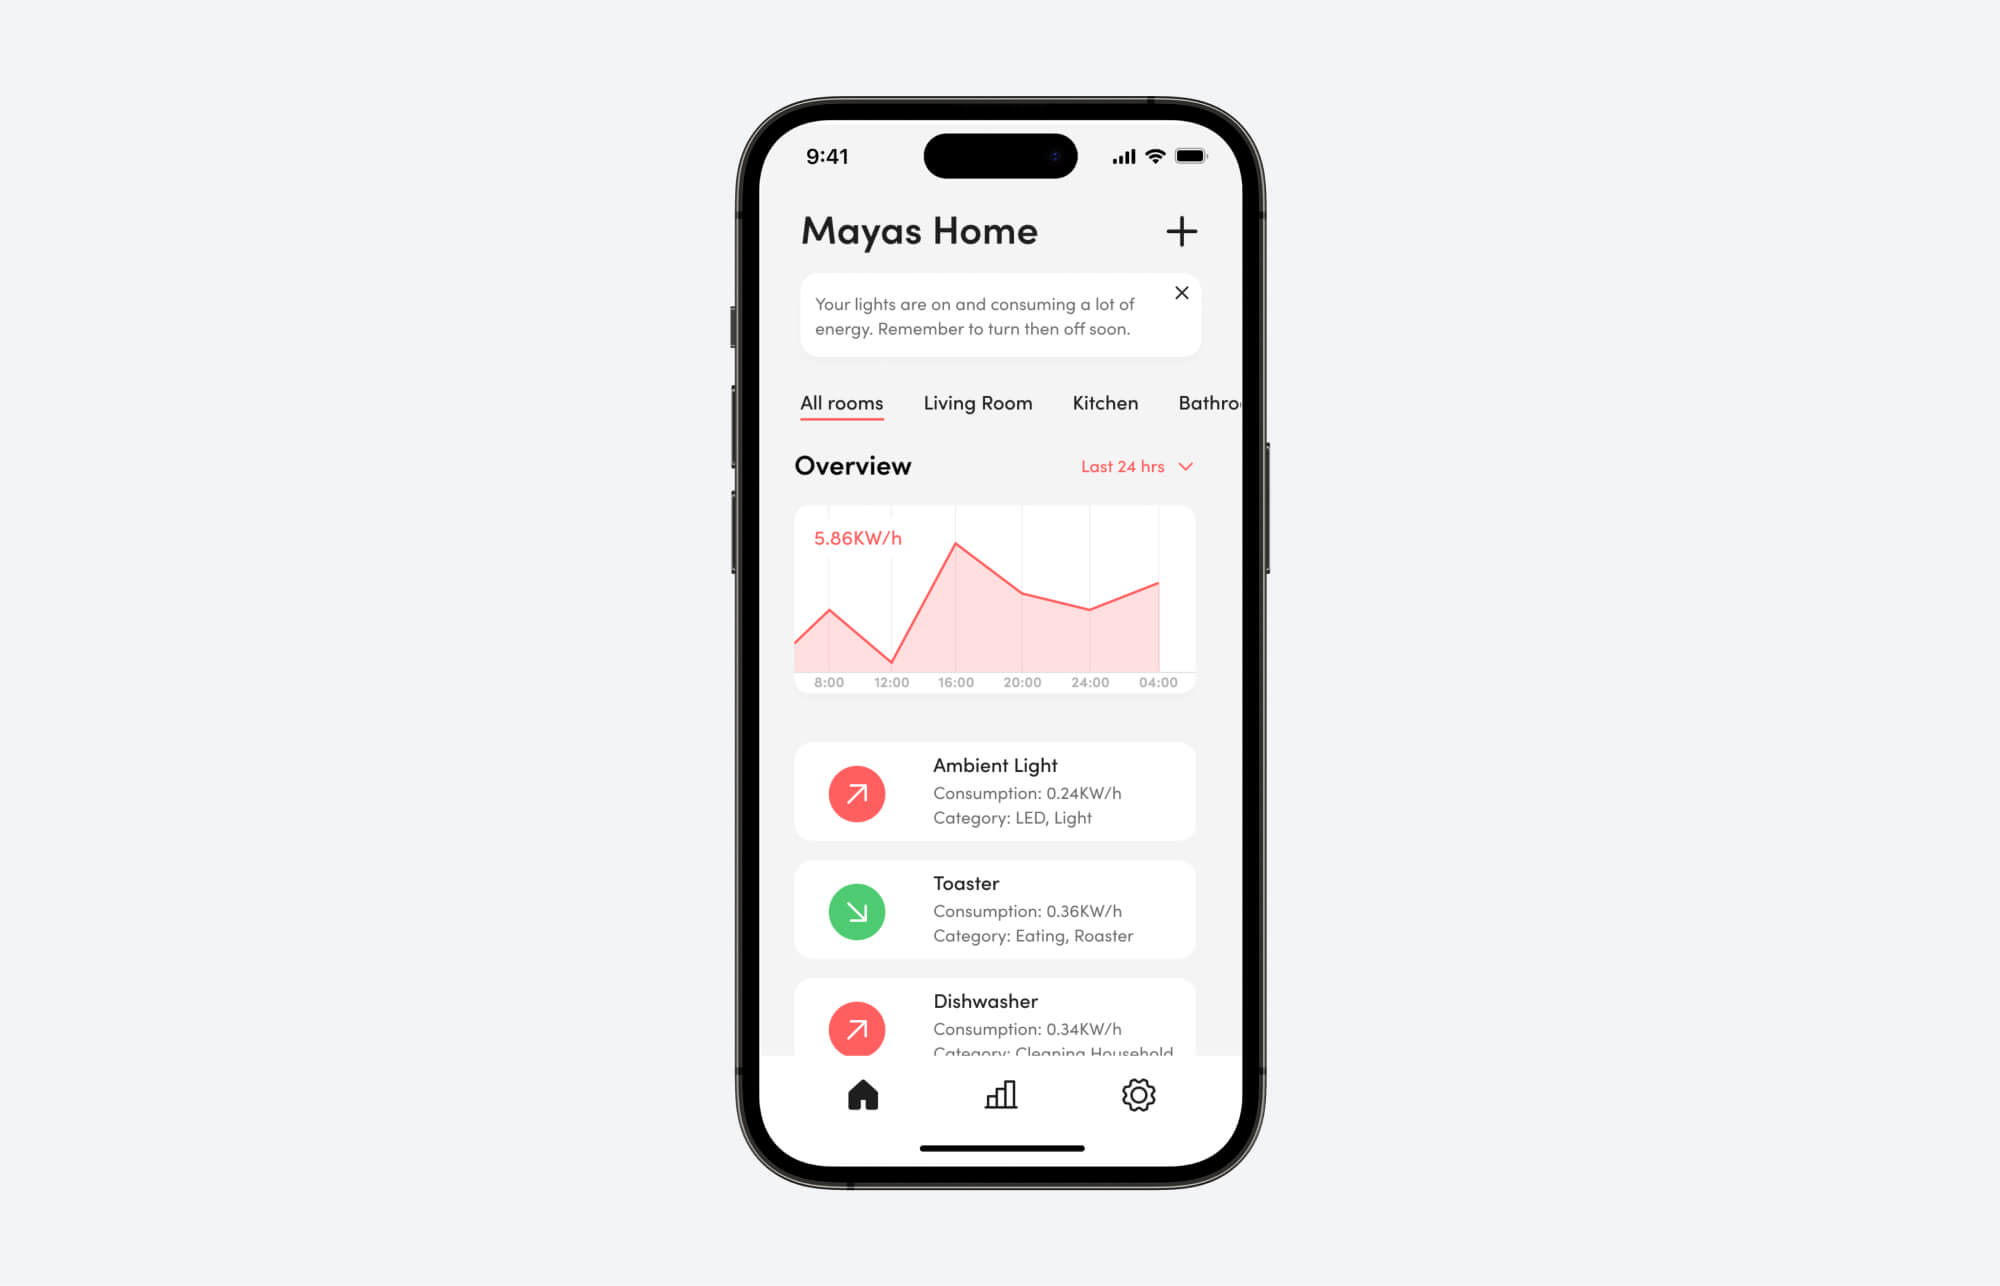 9:41
Mayas Home
Your lights are on and consuming a lot of
energy. Remember to turn then off soon.
All rooms Living Room Kitchen Bathro
Overview Last 24 hrs
5.86KW/h
8:00 12:00 16:00 20:00 24:00 04:00
Ambient Light
Consumption: 0.24KW/h
Category: LED, Light
Toaster
Consumption: 0.36KW/h
Category: Eating, Roaster
Dishwasher
Consumption: 0.34KW/h
Category: Cleaning Household